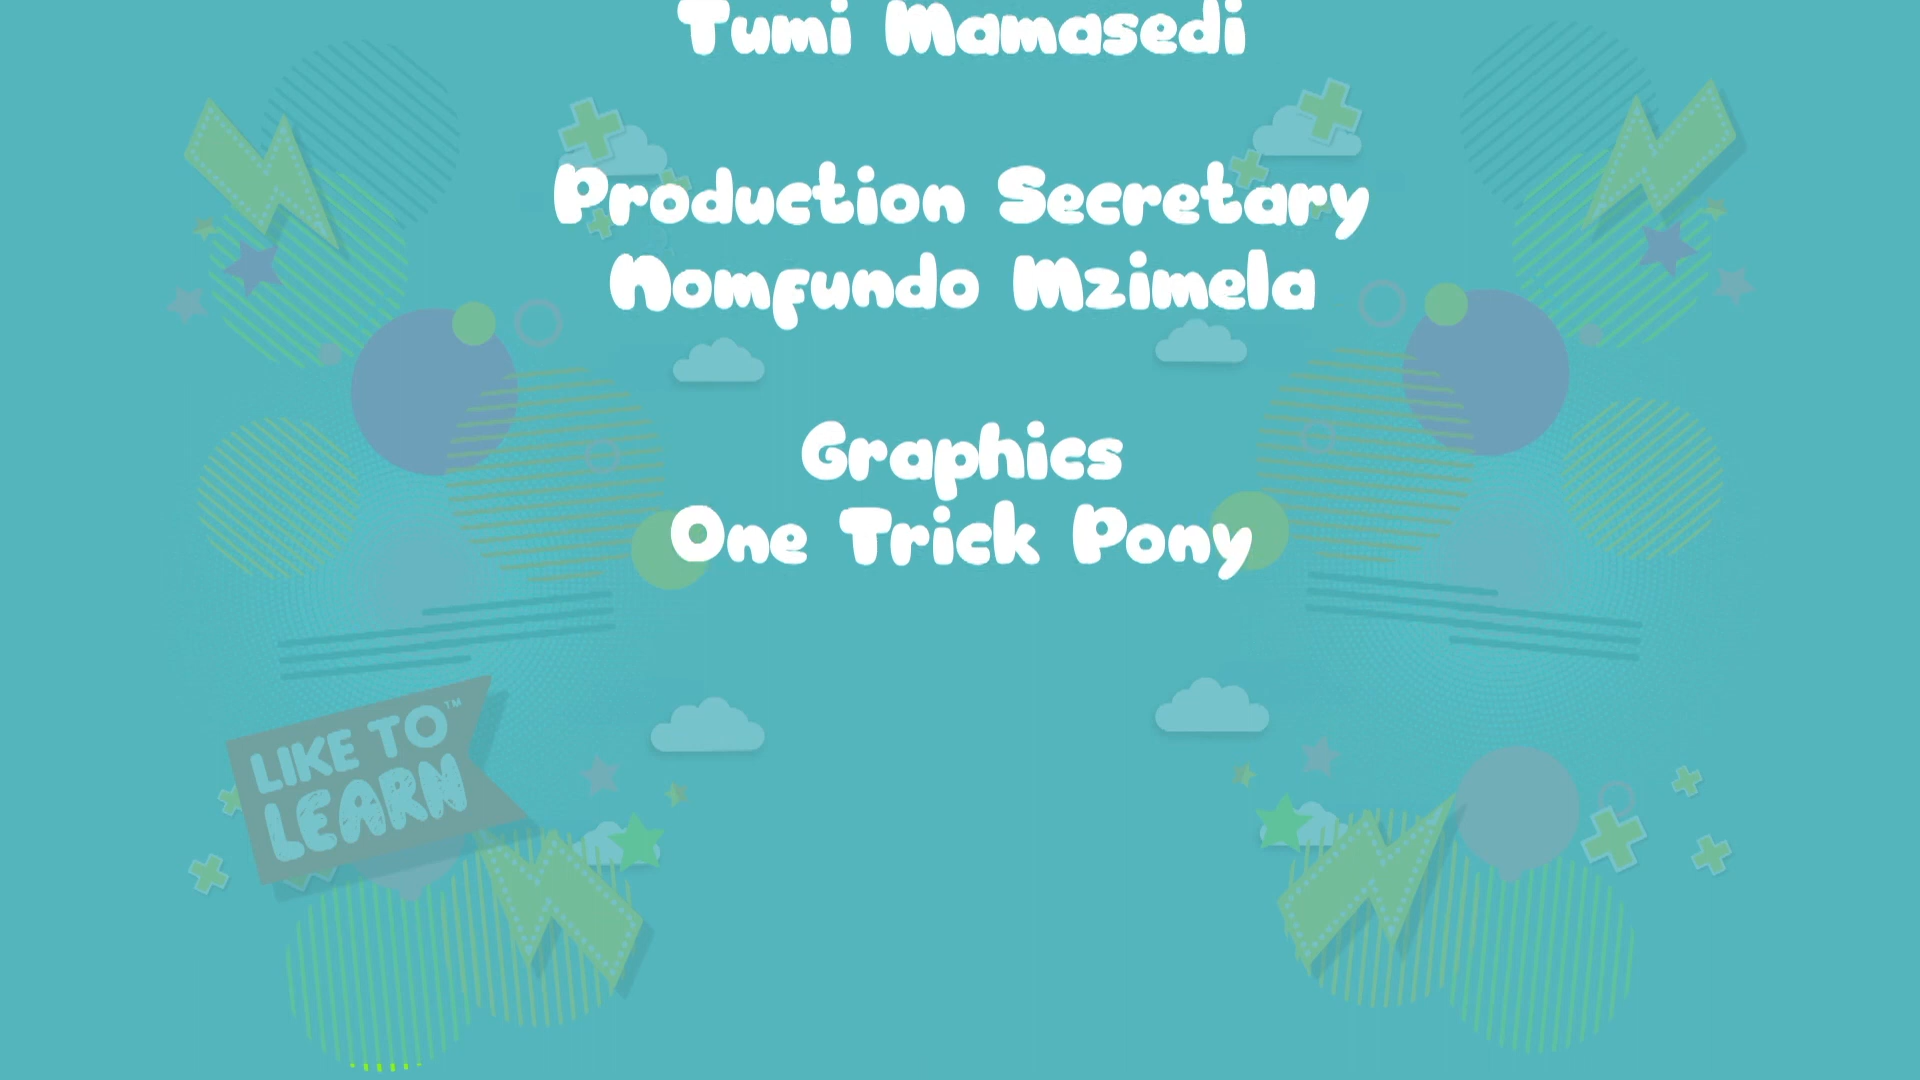 Tumi Mamasedi
Production Secretary
Nomfundo Mzimela
Graphics
One Trick Pony
LIKE TO™
LEARN